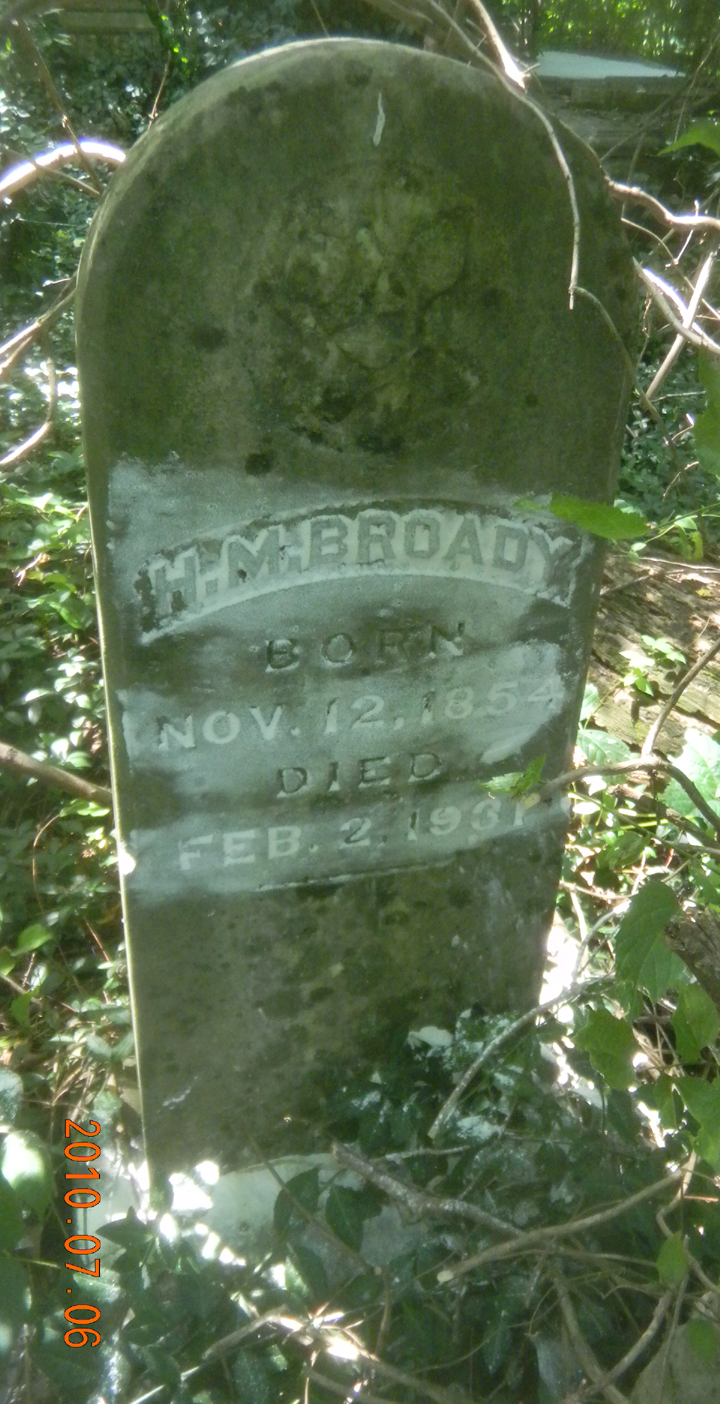 H. M. BROADY
BORN
NOV. 12, 1854
DIED
FEB. 2, 1931
2010.07.06